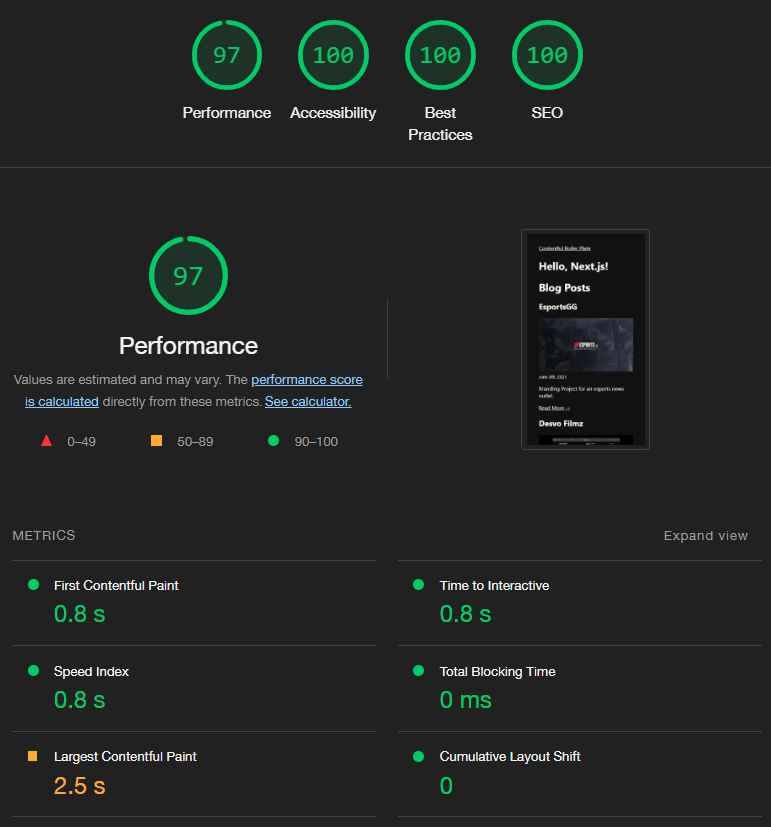 97
100
100
100
Performance
Accessibility
Best
Practices
SEO
97
Performance
Values are estimated and may vary. The performance score
is calculated directly from these metrics. See calculator.
0–49
50–89
90–100
Contentful Boiler Plate
Hello, Next.js!
Blog Posts
EsportsGG
Branding Project for an esports news
outlet.
Read More
Desvo Filmz
METRICS
Expand view
First Contentful Paint
0.8 s
Time to Interactive
0.8 s
Speed Index
0.8 s
Total Blocking Time
0 ms
Largest Contentful Paint
2.5 s
Cumulative Layout Shift
0